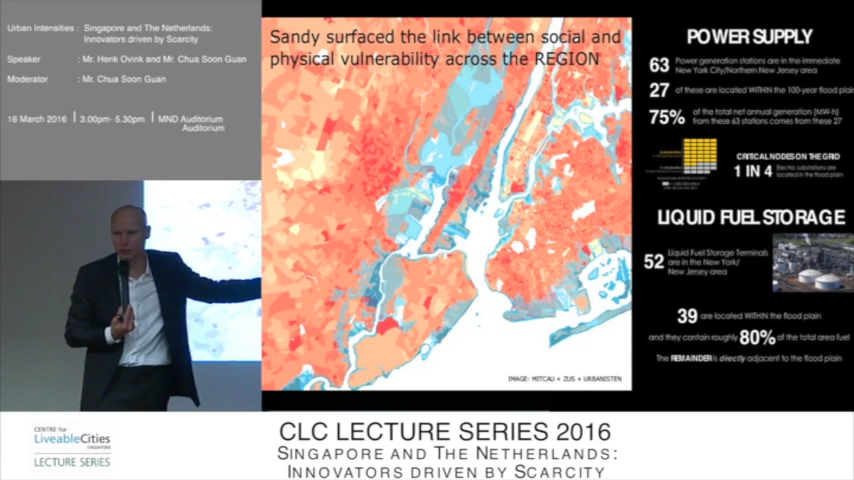 Urban Intensities : Singapore and The Netherlands:
Innovators driven by Scarcity
Speaker : Mr. Henk Ovink and Mr. Chua Soon Guan
Moderator : Mr. Chua Soon Guan
16 March 2016 | 3.00pm- 5.30pm | MND Auditorium
Auditorium
Sandy surfaced the link between social and
physical vulnerability across the REGION
IMAGE: MITCAU + ZUS + URBANISTEN
POWER SUPPLY
63 Power generation stations are in the immediate
New York City/Northern New Jersey area
27 of these are located WITHIN the 100-year flood plain
75% of the total net annual generation [MW-h]
from these 63 stations comes from these 27
CRITICAL NODES ON THE GRID
1 IN 4 Electric substations are
located in the flood plain
LIQUID FUEL STORAGE
52 Liquid Fuel Storage Terminals
are in the New York/
New Jersey area
39 are located WITHIN the flood plain
and they contain roughly 80% of the total area fuel
The REMAINDER is directly adjacent to the flood plain
CENTRE for
LiveableCities
SINGAPORE
LECTURE SERIES
CLC LECTURE SERIES 2016
SINGAPORE AND THE NETHERLANDS:
INNOVATORS DRIVEN BY SCARCITY